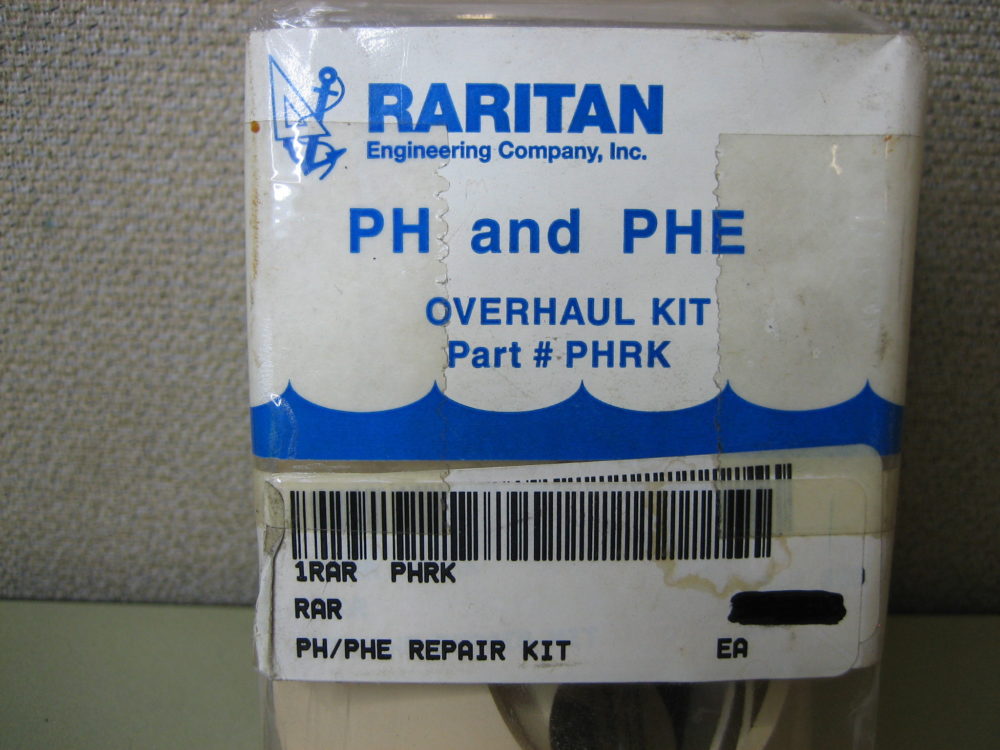 RARITAN
Engineering Company, Inc.
PH and PHE
OVERHAUL KIT
Part # PHRK
1RAR PHRK
RAR
PH/PHE REPAIR KIT EA